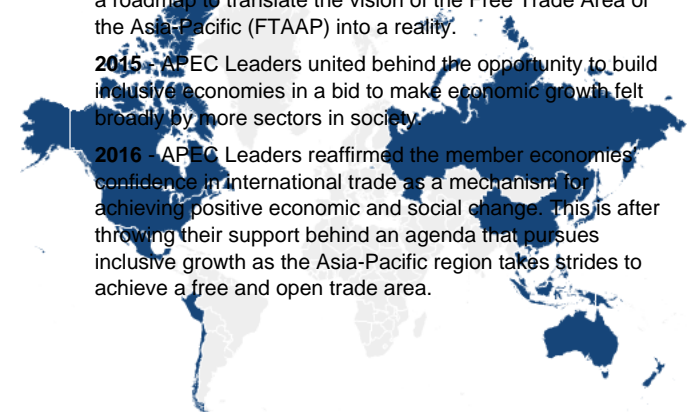 a roadmap to translate the vision of the Free Trade Area of
the Asia-Pacific (FTAAP) into a reality.
2015 - APEC Leaders united behind the opportunity to build
inclusive economies in a bid to make economic growth felt
broadly by more sectors in society.
2016 - APEC Leaders reaffirmed the member economies'
confidence in international trade as a mechanism for
achieving positive economic and social change. This is after
throwing their support behind an agenda that pursues
inclusive growth as the Asia-Pacific region takes strides to
achieve a free and open trade area.